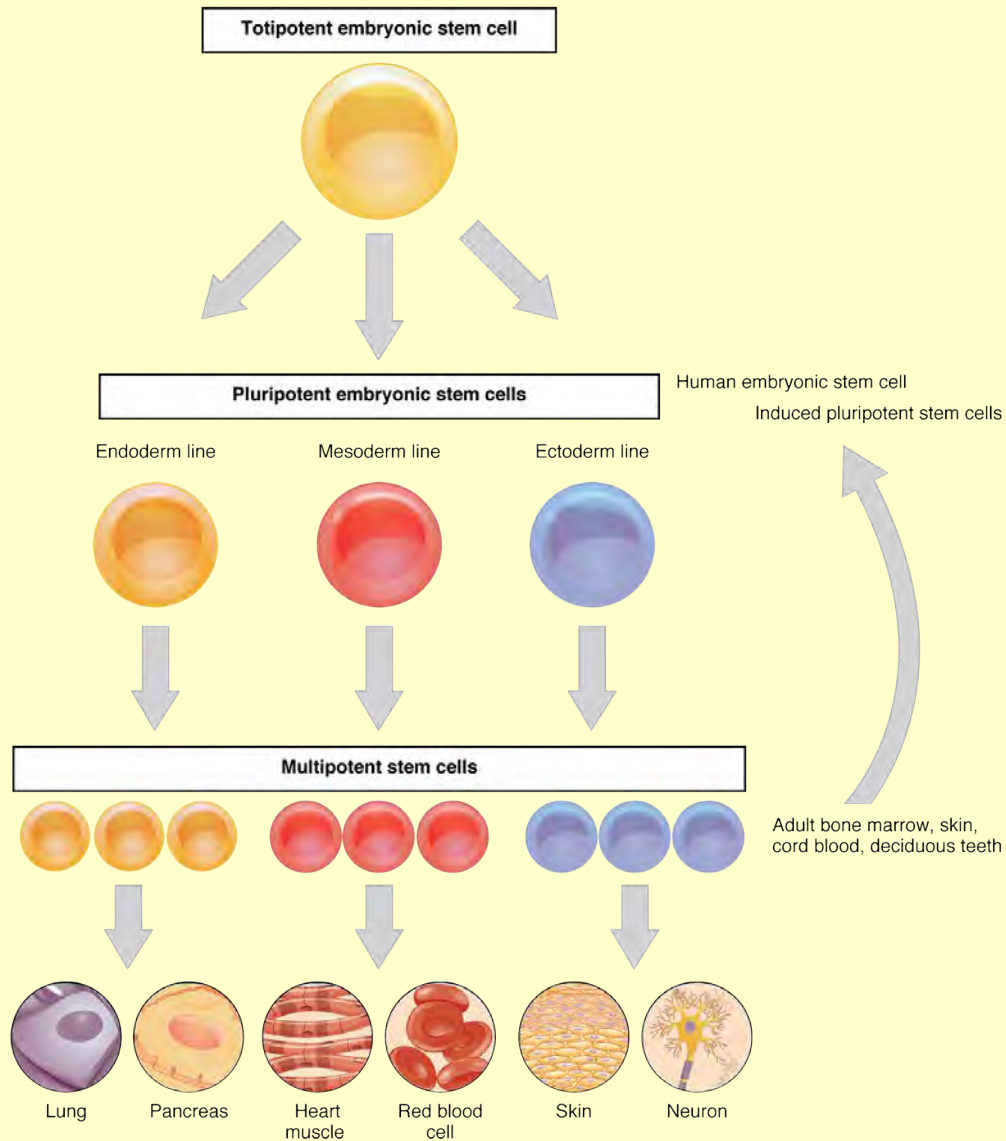 Totipotent embryonic stem cell
Pluripotent embryonic stem cells
Human embryonic stem cell
Induced pluripotent stem cells
Endoderm line
Mesoderm line
Ectoderm line
Multipotent stem cells
Adult bone marrow, skin,
cord blood, deciduous teeth
Lung
Pancreas
Heart
muscle
Red blood
cell
Skin
Neuron